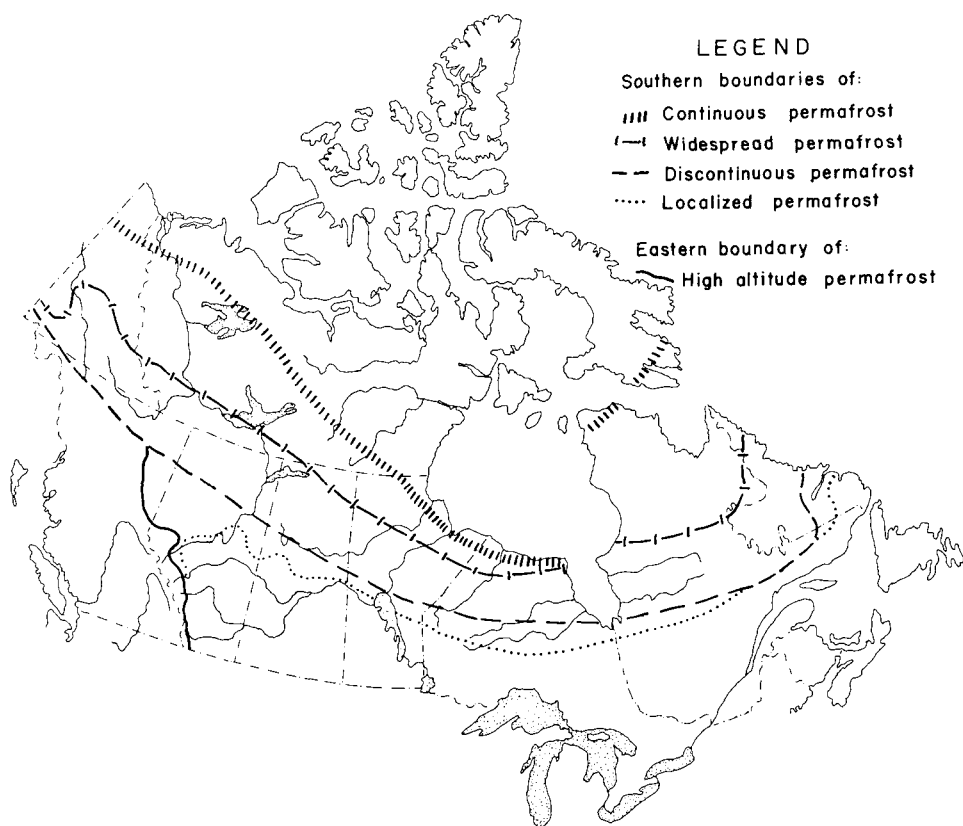 LEGEND
Southern boundaries of:
Continuous permafrost
Widespread permafrost
Discontinuous permafrost
Localized permafrost
Eastern boundary of:
High altitude permafrost